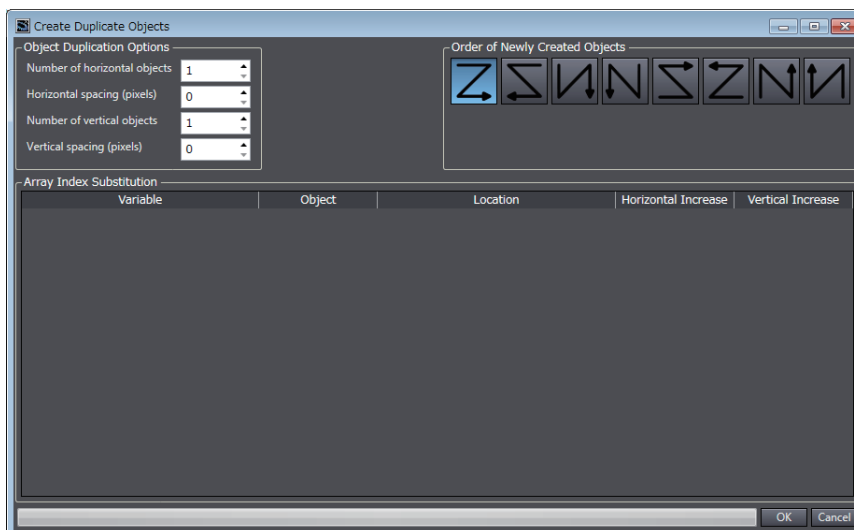 Create Duplicate Objects
Object Duplication Options
Number of horizontal objects 1
Horizontal spacing (pixels) 0
Number of vertical objects 1
Vertical spacing (pixels) 0
Order of Newly Created Objects
Array Index Substitution
Variable Object Location Horizontal Increase Vertical Increase
OK Cancel